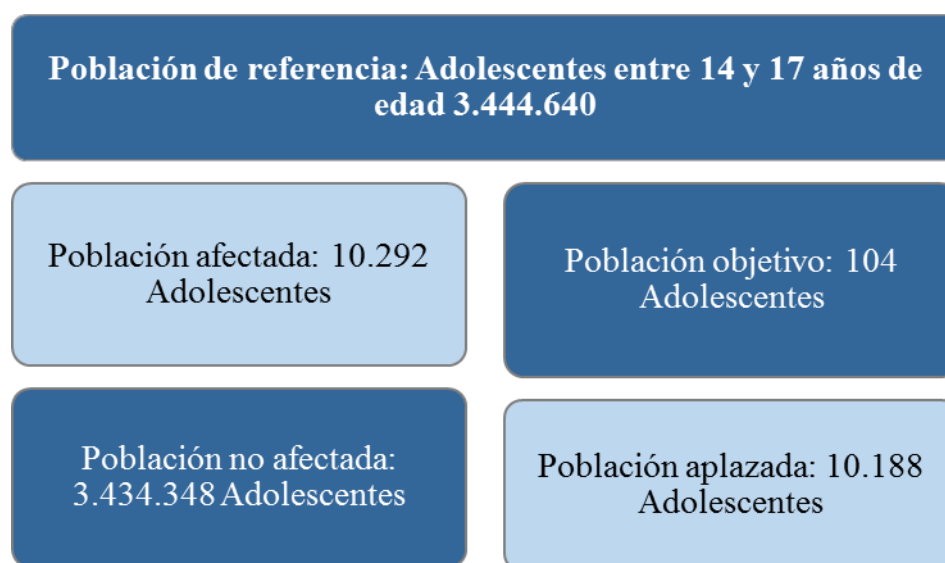 Población de referencia: Adolescentes entre 14 y 17 años de
edad 3.444.640
Población afectada: 10.292
Adolescentes
Población objetivo: 104
Adolescentes
Población no afectada:
3.434.348 Adolescentes
Población aplazada: 10.188
Adolescentes